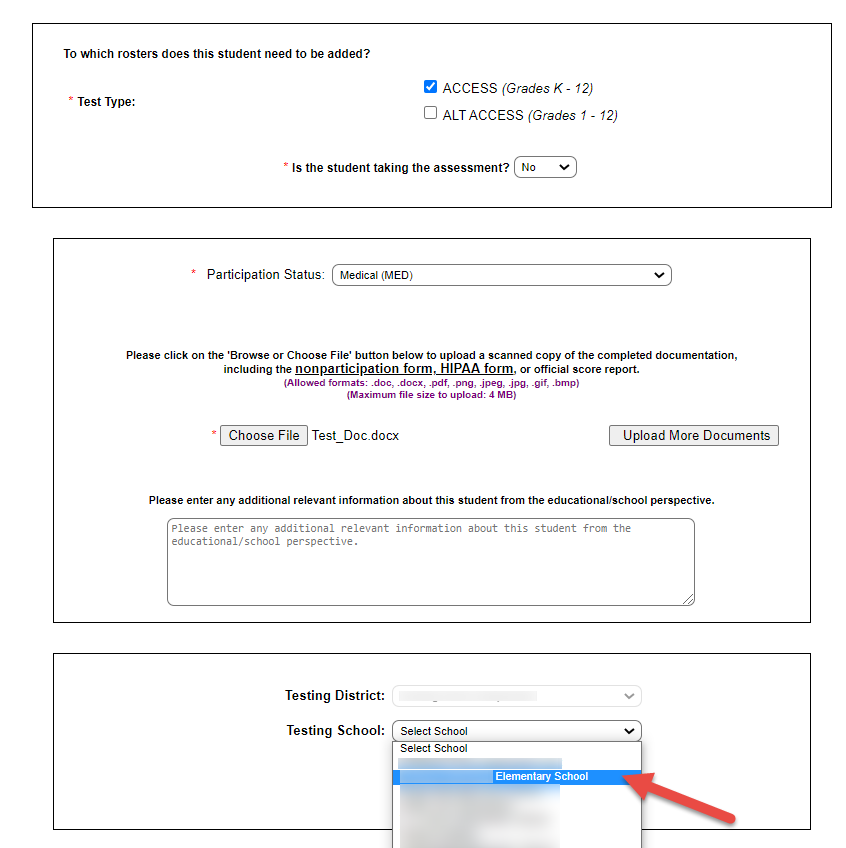 To which rosters does this student need to be added?
* Test Type:
ACCESS (Grades K - 12)
ALT ACCESS (Grades 1 - 12)
* Is the student taking the assessment? No
* Participation Status: Medical (MED)
Please click on the 'Browse or Choose File' button below to upload a scanned copy of the completed documentation,
including the nonparticipation form, HIPAA form, or official score report.
(Allowed formats: .doc, .docx, .pdf, .png, .jpeg, .jpg, .gif, .bmp)
(Maximum file size to upload: 4 MB)
* Choose File Test_Doc.docx Upload More Documents
Please enter any additional relevant information about this student from the educational/school perspective.
Please enter any additional relevant information about this student from the
educational/school perspective.
Testing District:
Testing School: Select School
Select School
Elementary School